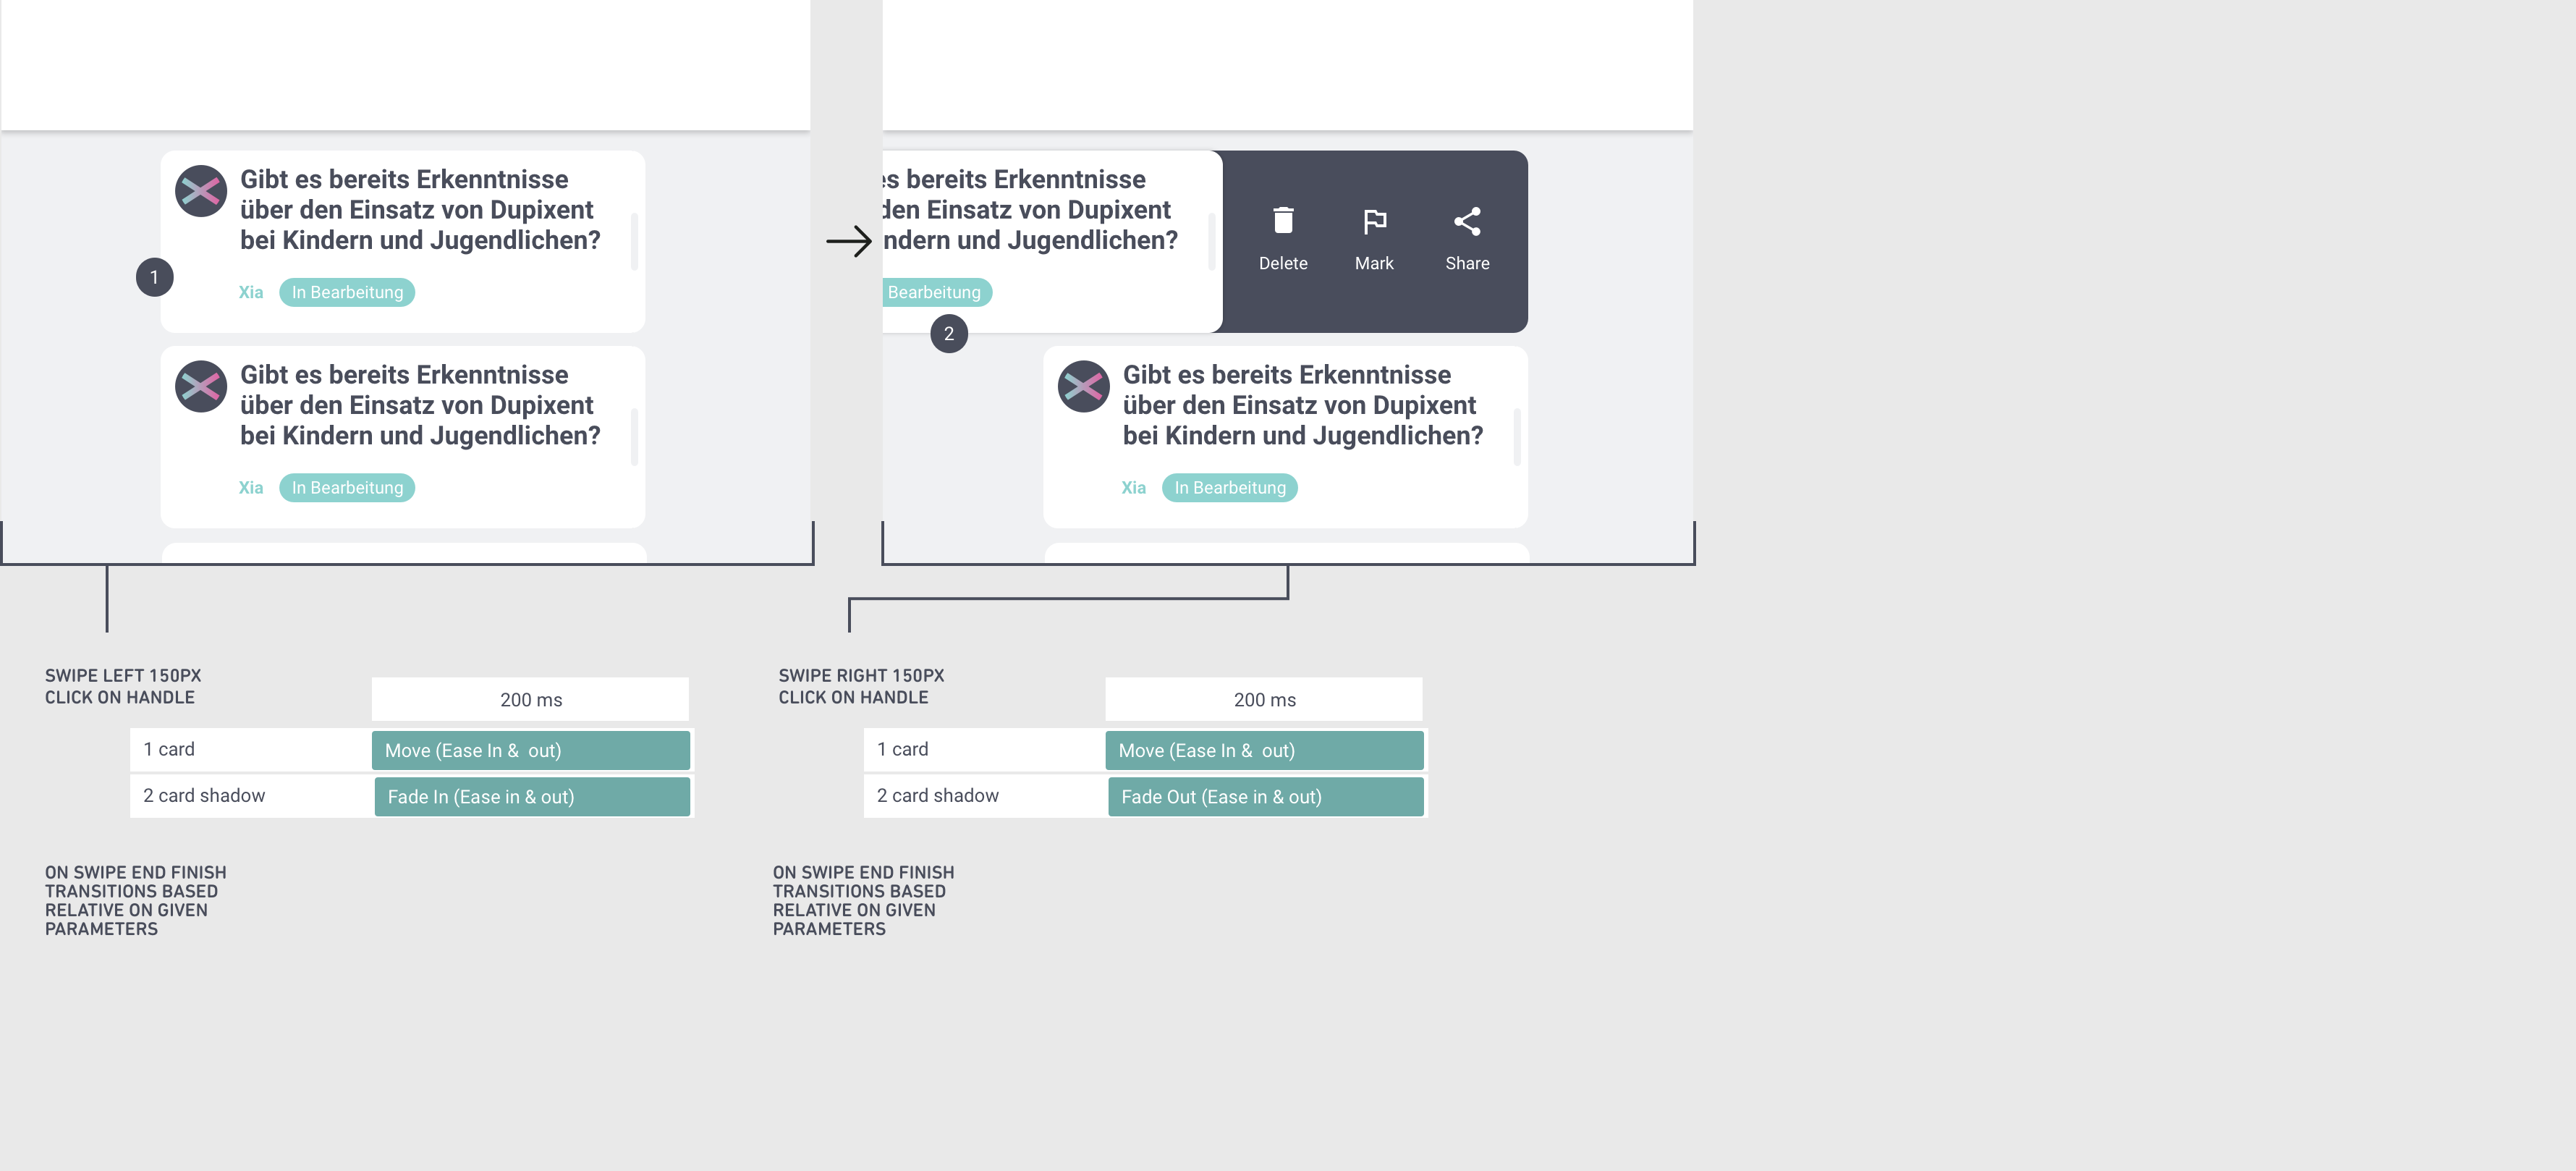 Gibt es bereits Erkenntnisse
über den Einsatz von Dupixent
bei Kindern und Jugendlichen?
1
Xia In Bearbeitung
Gibt es bereits Erkenntnisse
über den Einsatz von Dupixent
bei Kindern und Jugendlichen?
Xia In Bearbeitung
es bereits Erkenntnisse
den Einsatz von Dupixent
ndern und Jugendlichen?
Bearbeitung
Delete Mark Share
2
Gibt es bereits Erkenntnisse
über den Einsatz von Dupixent
bei Kindern und Jugendlichen?
Xia In Bearbeitung
SWIPE LEFT 150PX
CLICK ON HANDLE
200 ms
1 card Move (Ease In & out)
2 card shadow Fade In (Ease in & out)
ON SWIPE END FINISH
TRANSITIONS BASED
RELATIVE ON GIVEN
PARAMETERS
SWIPE RIGHT 150PX
CLICK ON HANDLE
200 ms
1 card Move (Ease In & out)
2 card shadow Fade Out (Ease in & out)
ON SWIPE END FINISH
TRANSITIONS BASED
RELATIVE ON GIVEN
PARAMETERS